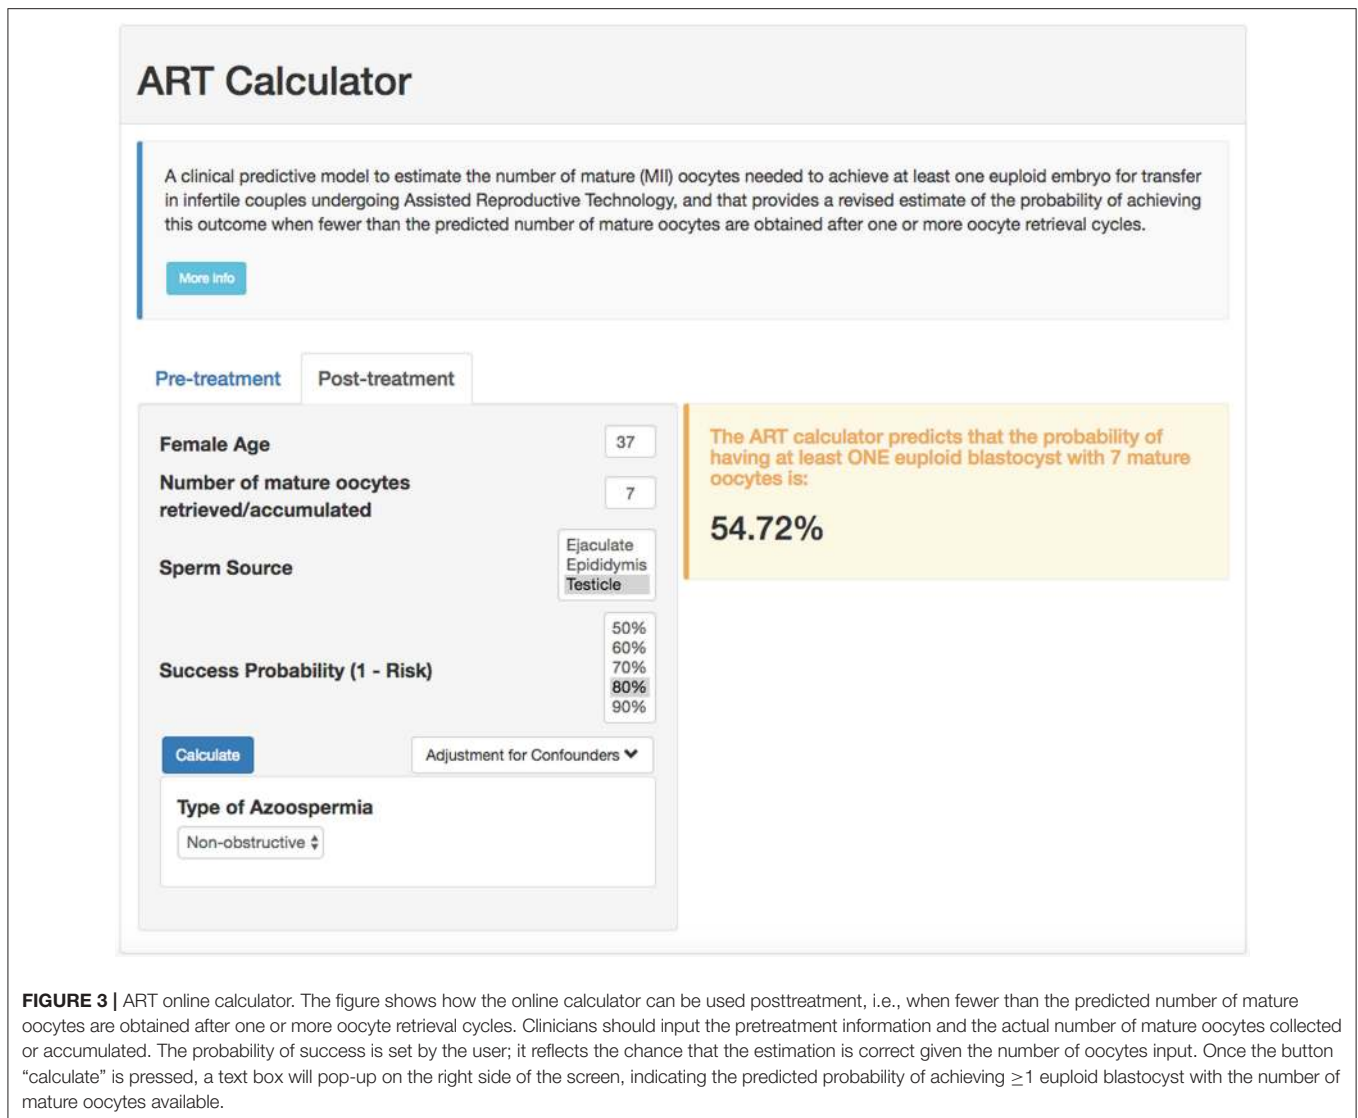 ART Calculator
A clinical predictive model to estimate the number of mature (MII) oocytes needed to achieve at least one euploid embryo for transfer
in infertile couples undergoing Assisted Reproductive Technology, and that provides a revised estimate of the probability of achieving
this outcome when fewer than the predicted number of mature oocytes are obtained after one or more oocyte retrieval cycles.
More Info
Pre-treatment Post-treatment
Female Age 37
Number of mature oocytes
retrieved/accumulated 7
Sperm Source
Ejaculate
Epididymis
Testicle
Success Probability (1 - Risk)
50%
60%
70%
80%
90%
Calculate Adjustment for Confounders
Type of Azoospermia
Non-obstructive
The ART calculator predicts that the probability of
having at least ONE euploid blastocyst with 7 mature
oocytes is:
54.72%
FIGURE 3 | ART online calculator. The figure shows how the online calculator can be used posttreatment, i.e., when fewer than the predicted number of mature
oocytes are obtained after one or more oocyte retrieval cycles. Clinicians should input the pretreatment information and the actual number of mature oocytes collected
or accumulated. The probability of success is set by the user; it reflects the chance that the estimation is correct given the number of oocytes input. Once the button
“calculate” is pressed, a text box will pop-up on the right side of the screen, indicating the predicted probability of achieving ≥1 euploid blastocyst with the number of
mature oocytes available.